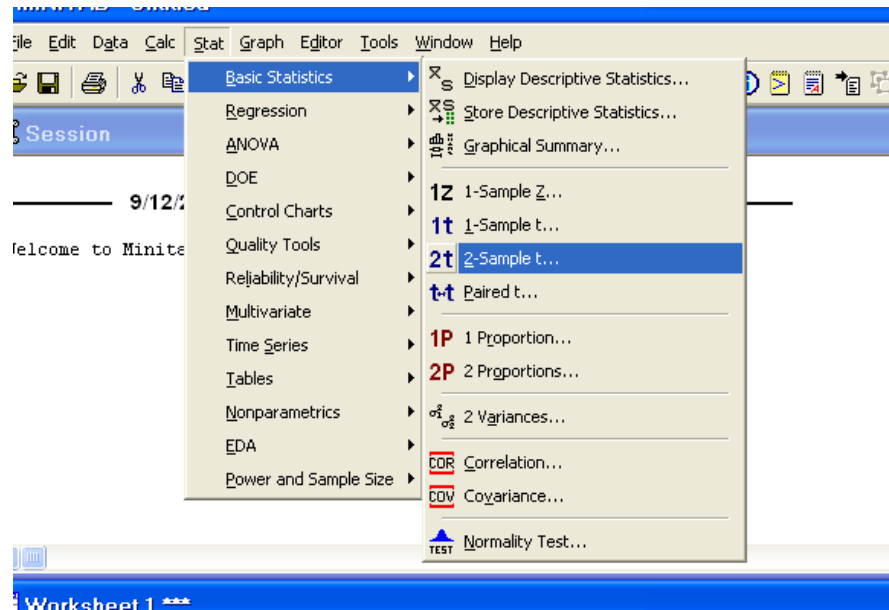 File Edit Data Calc Stat Graph Editor Tools Window Help
Session
9/12/2
Welcome to Minita
Basic Statistics
Regression
ANOVA
DOE
Control Charts
Quality Tools
Reliability/Survival
Multivariate
Time Series
Tables
Nonparametrics
EDA
Power and Sample Size
Display Descriptive Statistics...
Store Descriptive Statistics...
Graphical Summary...
1Z 1-Sample Z...
1t 1-Sample t...
2t 2-Sample t...
t-t Paired t...
1P 1 Proportion...
2P 2 Proportions...
2 Variances...
COR Correlation...
COV Covariance...
TEST Normality Test...
Worksheet 1 ***